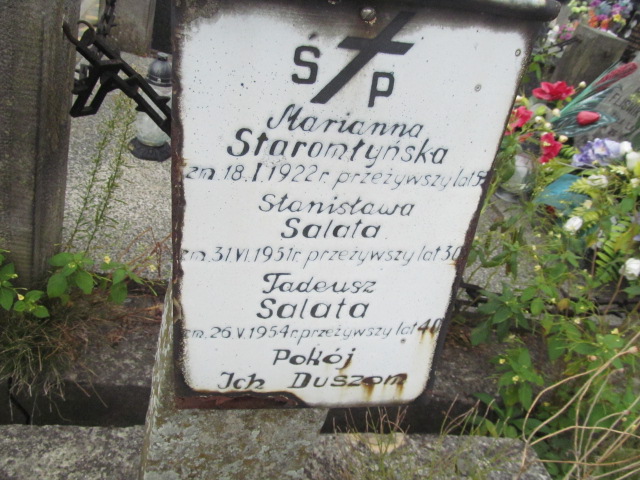 Ś P
Marianna
Staromłyńska
zm. 18.I.1922 r. przeżywszy lat
Stanisława
Salata
zm. 31 VI.1951 r. przeżywszy lat 30
Tadeusz
Salata
zm. 26.V.1954 r. przeżywszy lat 40
Pokój
Ich Duszom